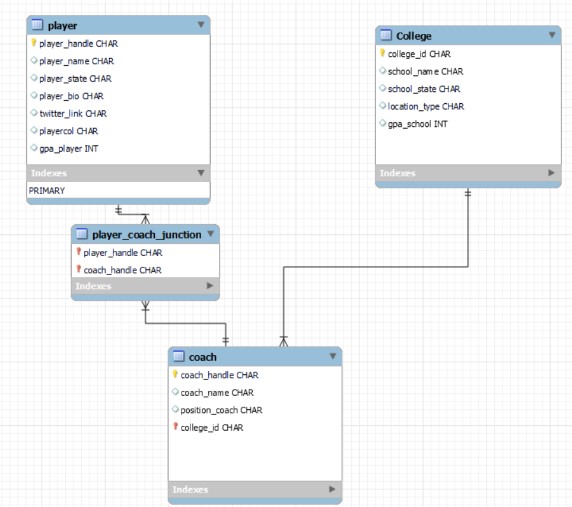 player
player_handle CHAR
player_name CHAR
player_state CHAR
player_bio CHAR
twitter_link CHAR
playercol CHAR
gpa_player INT
Indexes
PRIMARY
College
college_id CHAR
school_name CHAR
school_state CHAR
location_type CHAR
gpa_school INT
Indexes
player_coach_junction
player_handle CHAR
coach_handle CHAR
Indexes
coach
coach_handle CHAR
coach_name CHAR
position_coach CHAR
college_id CHAR
Indexes